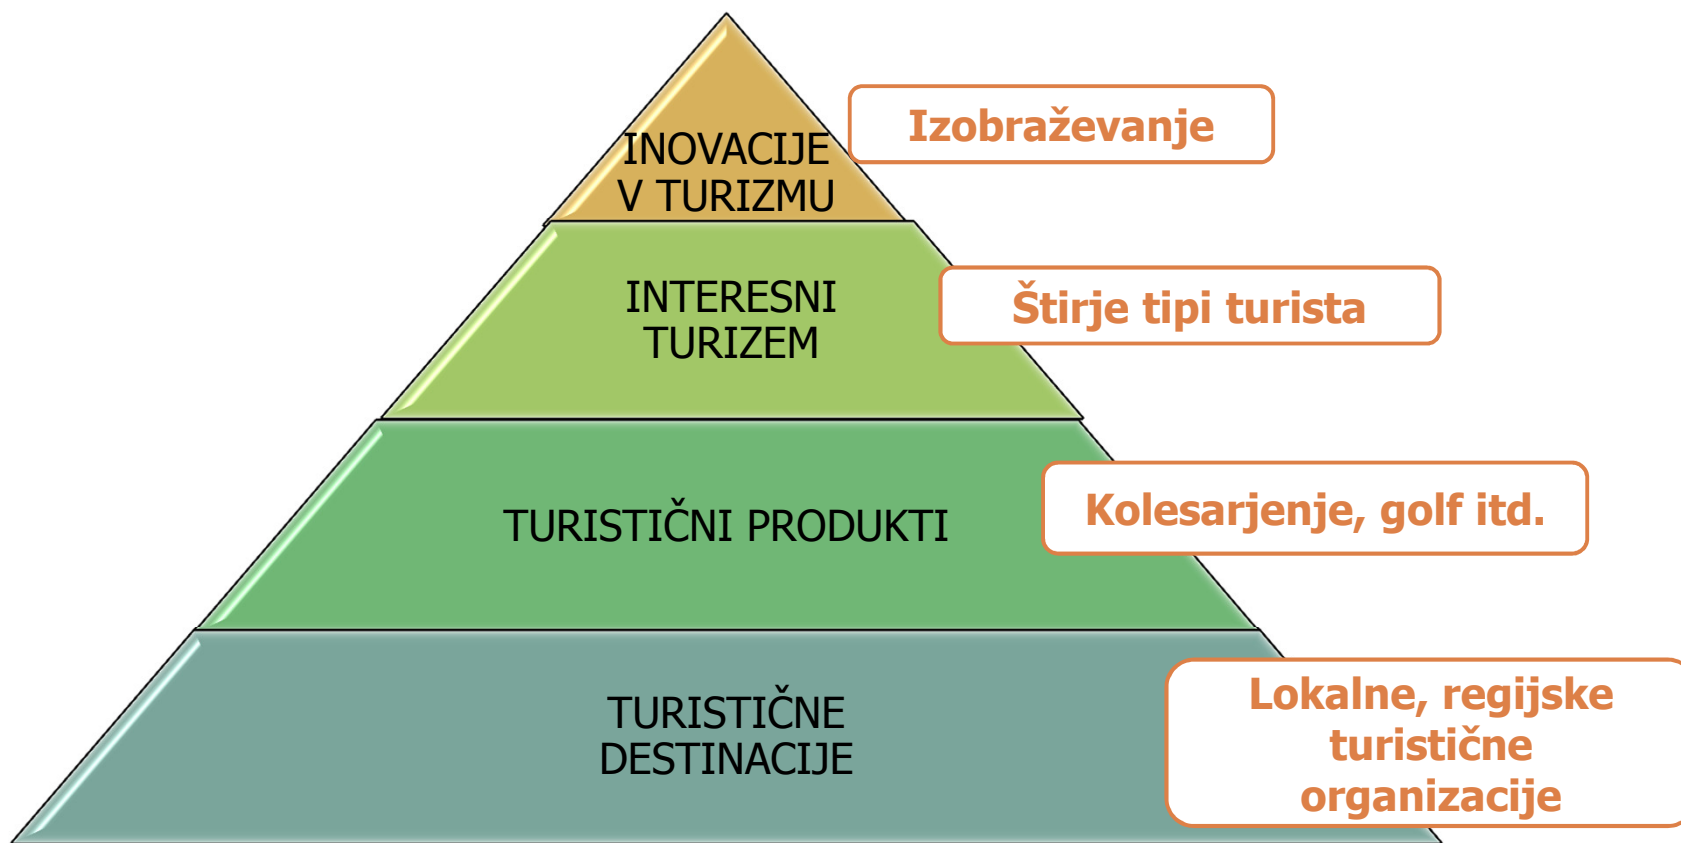 INOVACIJE
V TURIZMU
Izobraževanje
INTERESNI
TURIZEM
Štirje tipi turista
TURISTIČNI PRODUKTI
Kolesarjenje, golf itd.
TURISTIČNE
DESTINACIJE
Lokalne, regijske
turistične
organizacije